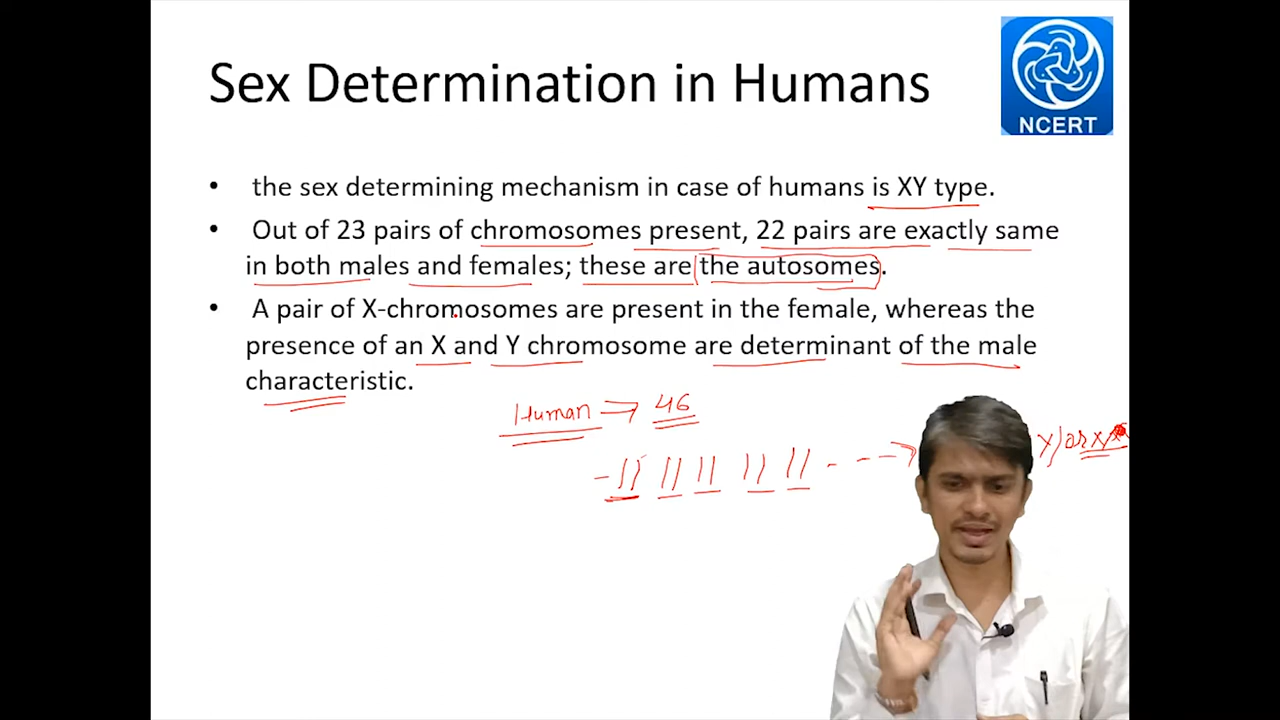 Sex Determination in Humans
NCERT
• the sex determining mechanism in case of humans is XY type.
• Out of 23 pairs of chromosomes present, 22 pairs are exactly same
in both males and females; these are the autosomes.
• A pair of X-chromosomes are present in the female, whereas the
presence of an X and Y chromosome are determinant of the male
characteristic.
Human → 46